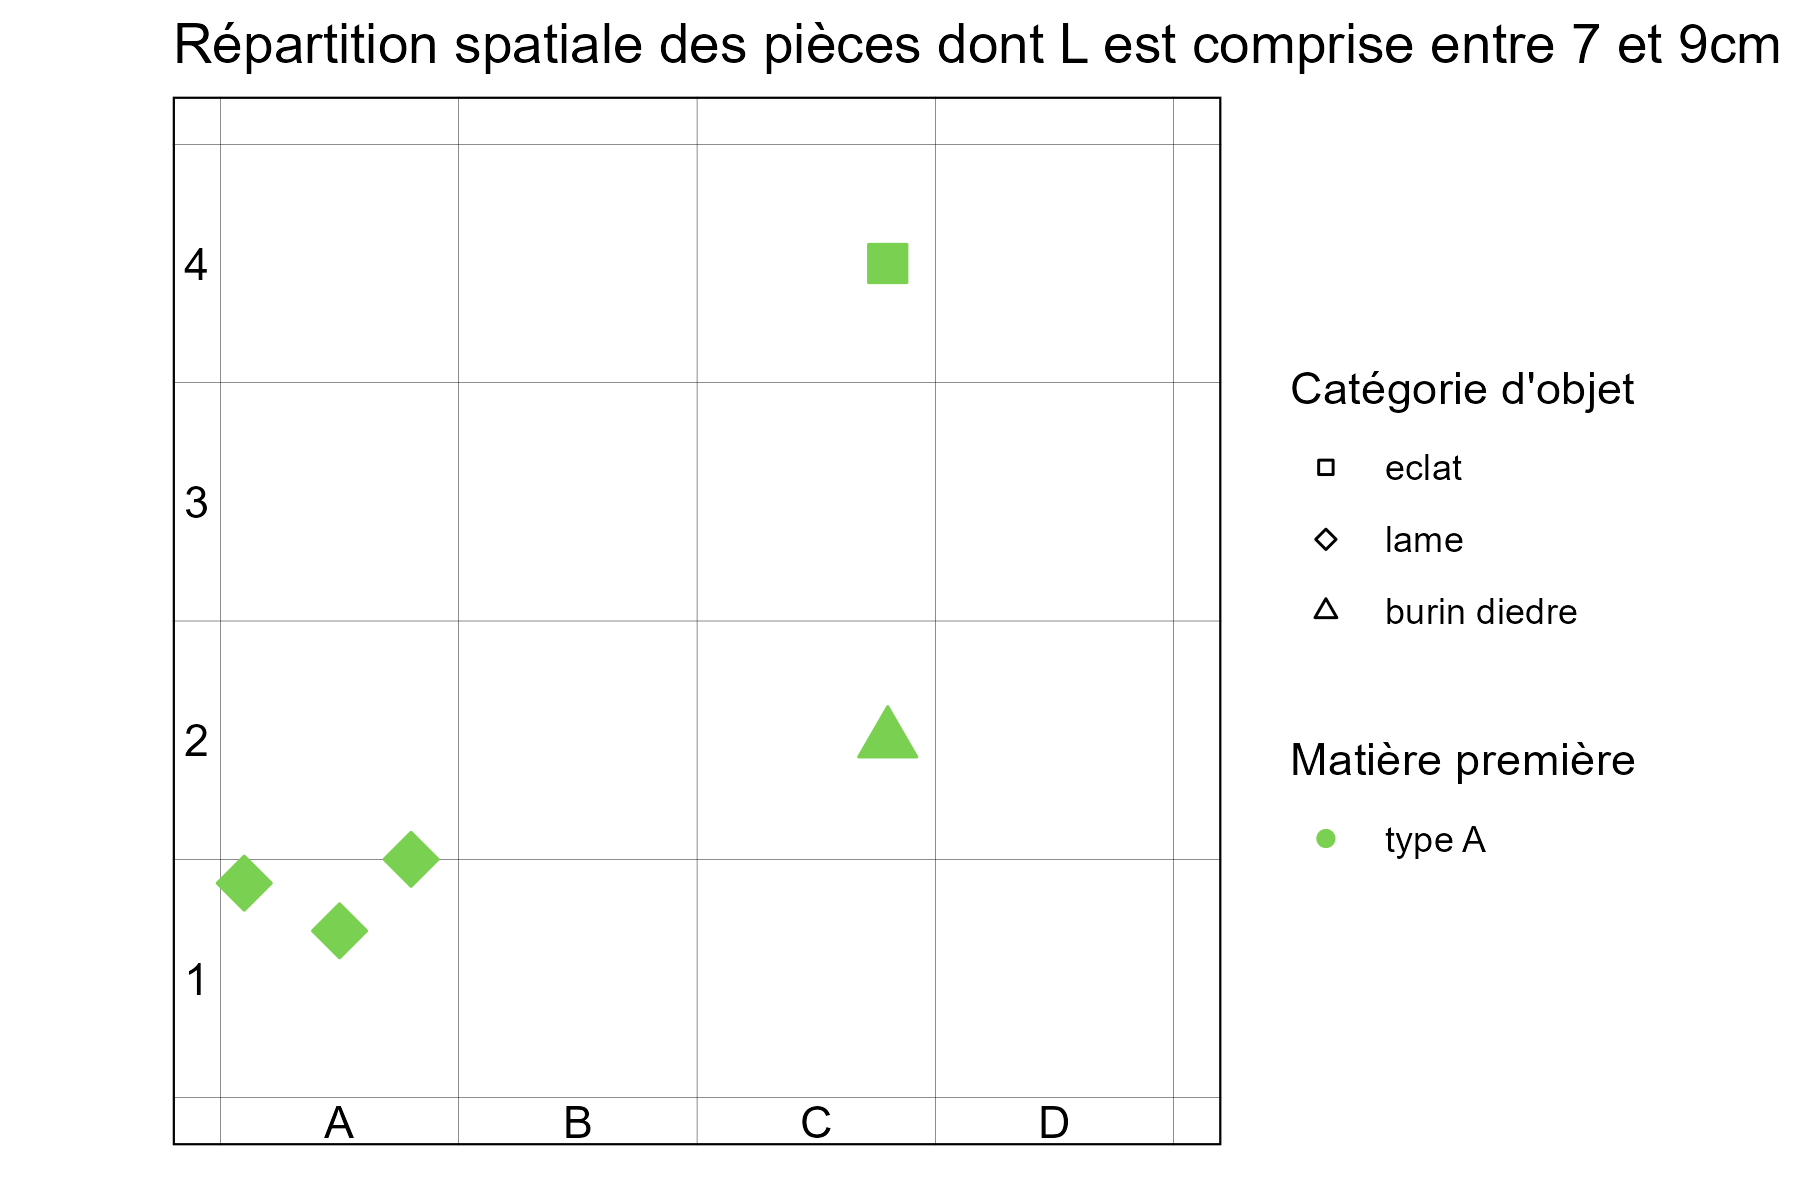 Répartition spatiale des pièces dont L est comprise entre 7 et 9cm
4
3
2
1
A B C D
Catégorie d'objet
eclat
lame
burin diedre
Matière première
type A